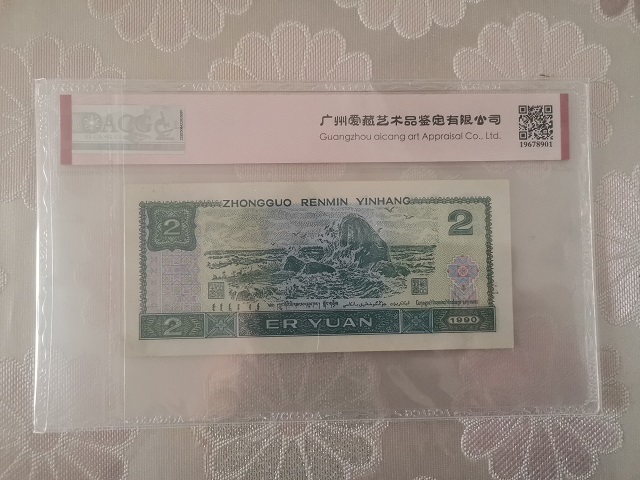 广州爱藏艺术品鉴定有限公司
Guangzhou aicang art Appraisal Co., Ltd.
19678901
ZHONGGUO RENMIN YINHANG
2
2
2
ER YUAN
1990